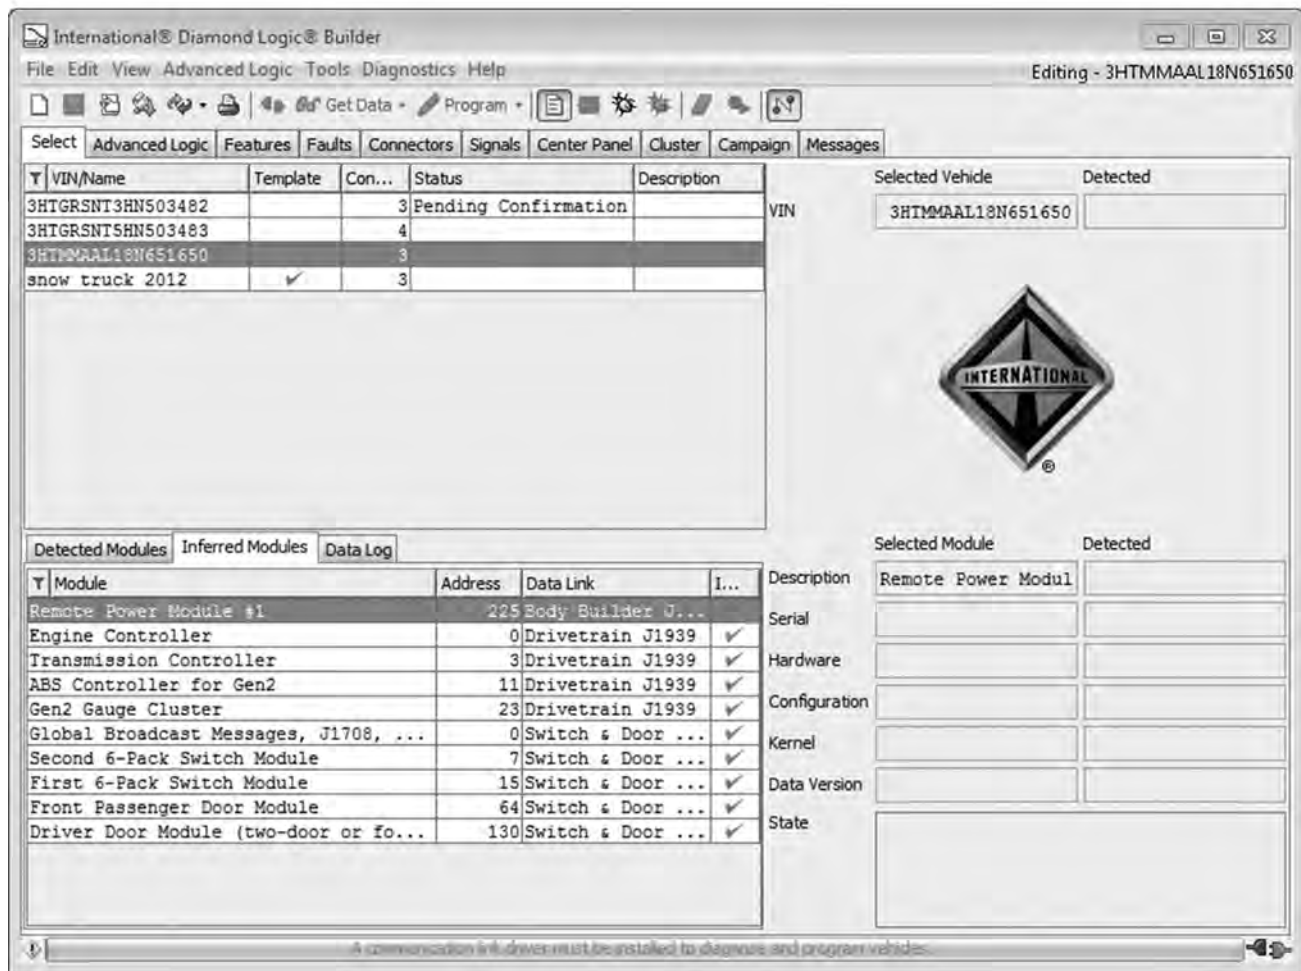 International® Diamond Logic® Builder
File Edit View Advanced Logic Tools Diagnostics Help Editing - 3HTMMAAL18N651650
Get Data Program
Select Advanced Logic Features Faults Connectors Signals Center Panel Cluster Campaign Messages
VIN/Name Template Con... Status Description
3HTGRSNT3HN503482 3 Pending Confirmation
3HTGRSNT5HN503483 4
3HTMMAAL18N651650 3
snow truck 2012 ✓ 3
Selected Vehicle Detected
VIN 3HTMMAAL18N651650
INTERNATIONAL
®
Detected Modules Inferred Modules Data Log
Module Address Data Link I...
Remote Power Module #1 225 Body Builder J...
Engine Controller 0 Drivetrain J1939 ✓
Transmission Controller 3 Drivetrain J1939 ✓
ABS Controller for Gen2 11 Drivetrain J1939 ✓
Gen2 Gauge Cluster 23 Drivetrain J1939 ✓
Global Broadcast Messages, J1708, ... 0 Switch & Door ... ✓
Second 6-Pack Switch Module 7 Switch & Door ... ✓
First 6-Pack Switch Module 15 Switch & Door ... ✓
Front Passenger Door Module 64 Switch & Door ... ✓
Driver Door Module (two-door or fo... 130 Switch & Door ... ✓
Selected Module Detected
Description Remote Power Modul
Serial
Hardware
Configuration
Kernel
Data Version
State
A communication link driver must be installed to diagnose and program vehicles.